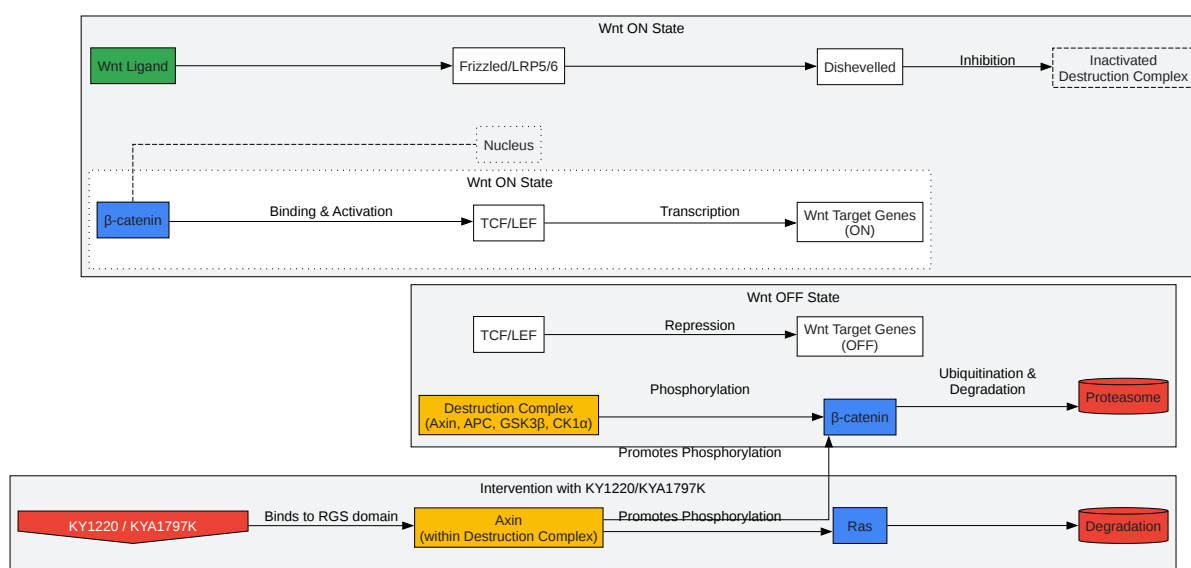 Wnt ON State
Wnt Ligand
Frizzled/LRP5/6
Dishevelled
Inhibition
Inactivated
Destruction Complex
Nucleus
Wnt ON State
β-catenin
Binding & Activation
TCF/LEF
Transcription
Wnt Target Genes
(ON)
Wnt OFF State
TCF/LEF
Repression
Wnt Target Genes
(OFF)
Destruction Complex
(Axin, APC, GSK3β, CK1α)
Phosphorylation
β-catenin
Ubiquitination &
Degradation
Proteasome
Promotes Phosphorylation
Intervention with KY1220/KYA1797K
KY1220 / KYA1797K
Binds to RGS domain
Axin
(within Destruction Complex)
Promotes Phosphorylation
Ras
Degradation